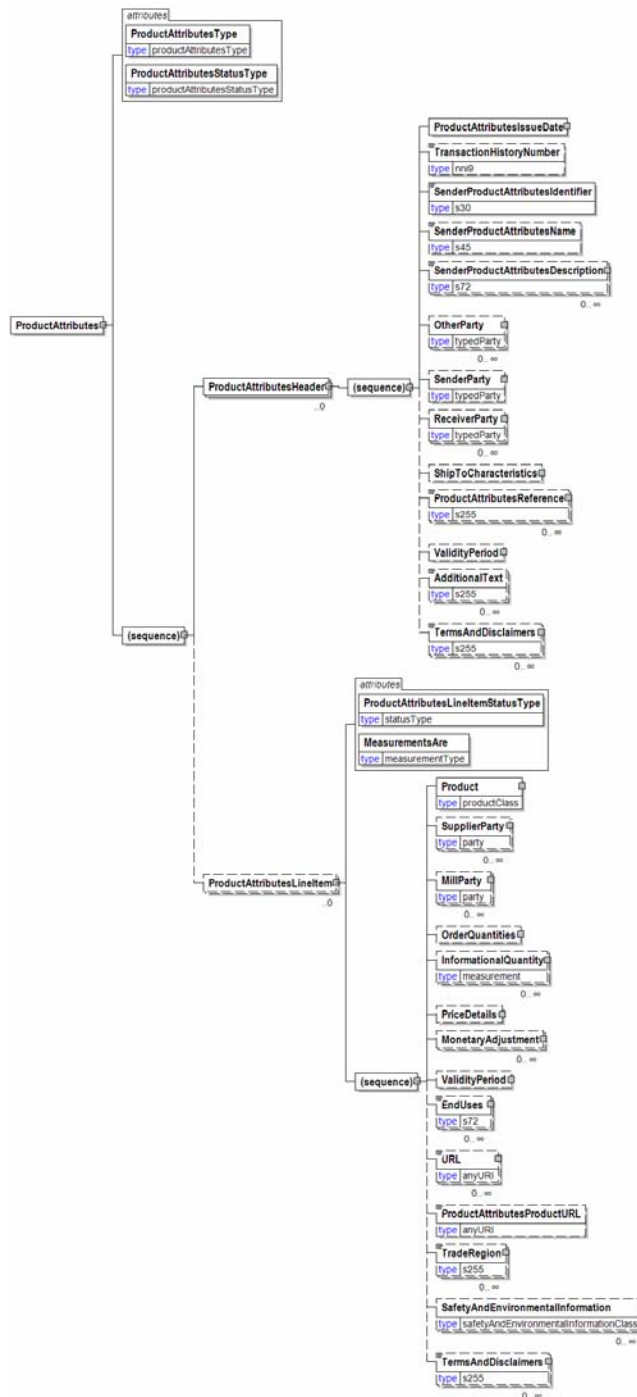 attributes
ProductAttributesType
type productAttributesType
ProductAttributesStatusType
type productAttributesStatusType
ProductAttributes
ProductAttributesHeader
..0
(sequence)
ProductAttributesIssueDate
TransactionHistoryNumber
type nni9
SenderProductAttributesIdentifier
type s30
SenderProductAttributesName
type s45
SenderProductAttributesDescription
type s72
0.. ∞
OtherParty
type typedParty
0.. ∞
SenderParty
type typedParty
ReceiverParty
type typedParty
0.. ∞
ShipToCharacteristics
ProductAttributesReference
type s255
0.. ∞
ValidityPeriod
AdditionalText
type s255
0.. ∞
TermsAndDisclaimers
type s255
0.. ∞
(sequence)
ProductAttributesLineItem
..0
attributes
ProductAttributesLineItemStatusType
type statusType
MeasurementsAre
type measurementType
(sequence)
Product
type productClass
SupplierParty
type party
0.. ∞
MillParty
type party
0.. ∞
OrderQuantities
InformationalQuantity
type measurement
0.. ∞
PriceDetails
MonetaryAdjustment
0.. ∞
ValidityPeriod
EndUses
type s72
0.. ∞
URL
type anyURI
0.. ∞
ProductAttributesProductURL
type anyURI
TradeRegion
type s255
0.. ∞
SafetyAndEnvironmentalInformation
type safetyAndEnvironmentalInformationClass
0.. ∞
TermsAndDisclaimers
type s255
0.. ∞